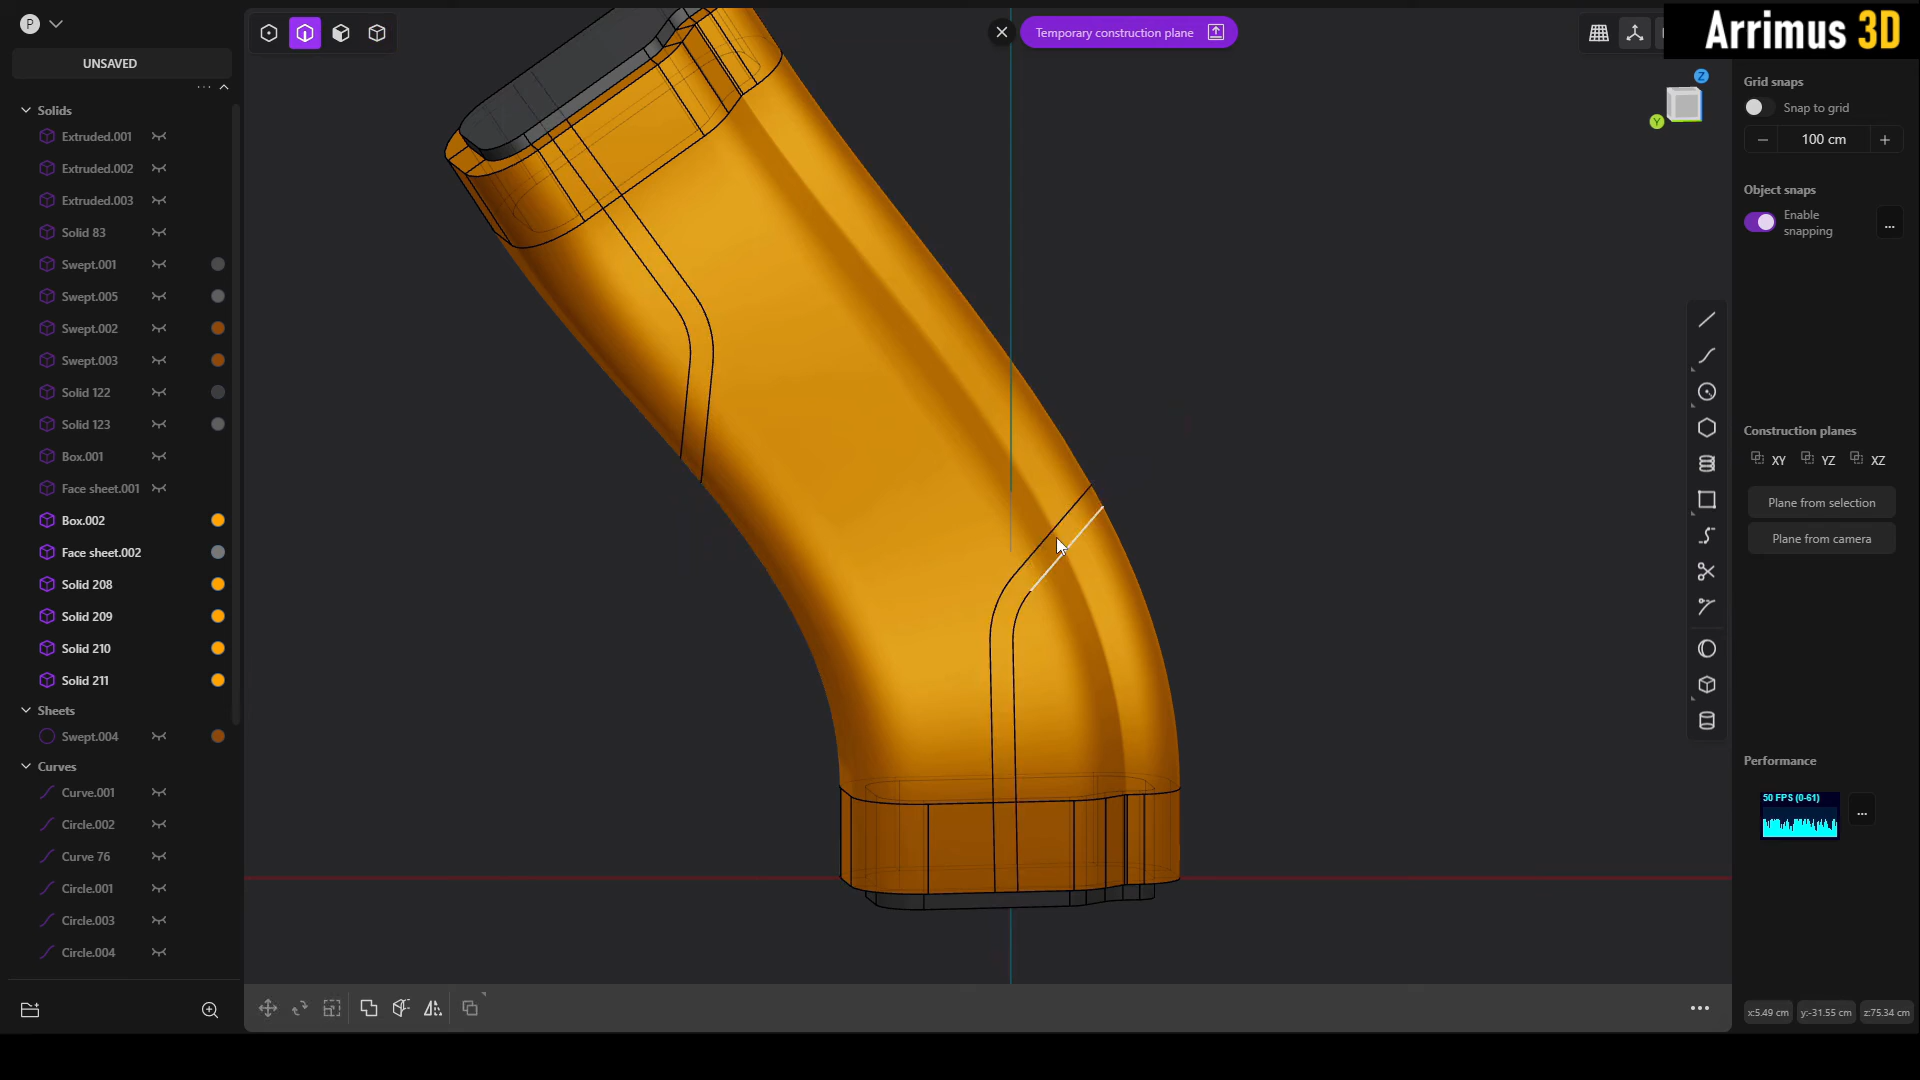 P
UNSAVED
Solids
Extruded.001
Extruded.002
Extruded.003
Solid 83
Swept.001
Swept.005
Swept.002
Swept.003
Solid 122
Solid 123
Box.001
Face sheet.001
Box.002
Face sheet.002
Solid 208
Solid 209
Solid 210
Solid 211
Sheets
Swept.004
Curves
Curve.001
Circle.002
Curve 76
Circle.001
Circle.003
Circle.004
Temporary construction plane
Arrimus 3D
Z
Y
Grid snaps
Snap to grid
100 cm
Object snaps
Enable
snapping
Construction planes
XY YZ XZ
Plane from selection
Plane from camera
Performance
50 FPS (0-61)
x:5.49 cm y:-31.55 cm z:75.34 cm